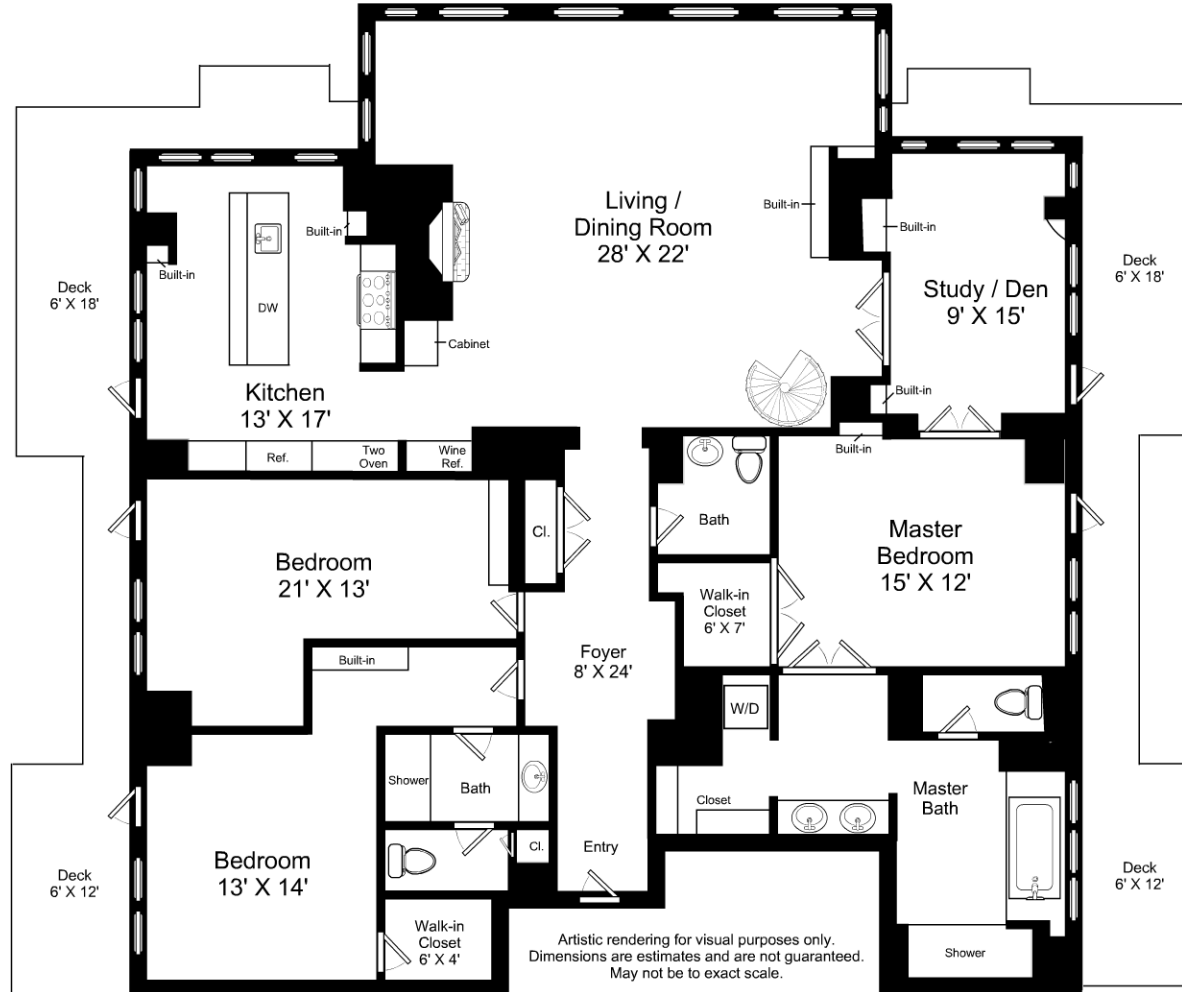 Living /
Dining Room
28' X 22'
Built-in
Built-in
Built-in
Built-in
Deck
6' X 18'
DW
Cabinet
Kitchen
13' X 17'
Study / Den
9' X 15'
Deck
6' X 18'
Built-in
Built-in
Ref.
Two
Oven
Wine
Ref.
Cl.
Bath
Bedroom
21' X 13'
Master
Bedroom
15' X 12'
Walk-in
Closet
6' X 7'
Foyer
8' X 24'
Built-in
W/D
Shower
Bath
Closet
Master
Bath
Cl.
Entry
Bedroom
13' X 14'
Deck
6' X 12'
Deck
6' X 12'
Walk-in
Closet
6' X 4'
Artistic rendering for visual purposes only.
Dimensions are estimates and are not guaranteed.
May not be to exact scale.
Shower